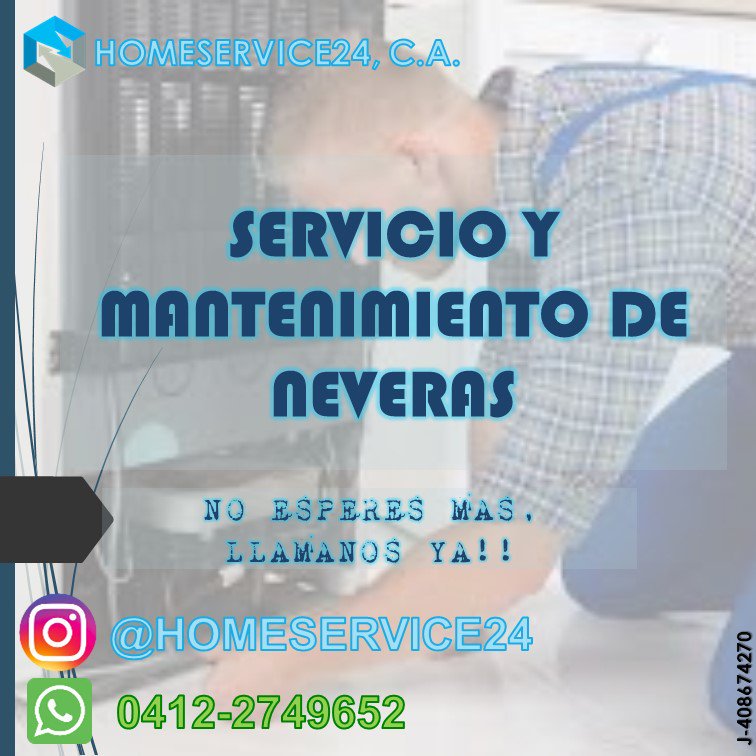 HOMESERVICE24, C.A.
SERVICIO Y
MANTENIMIENTO DE
NEVERAS
NO ESPERES MAS,
LLAMANOS YA!!
@HOMESERVICE24
0412-2749652
J-408674270